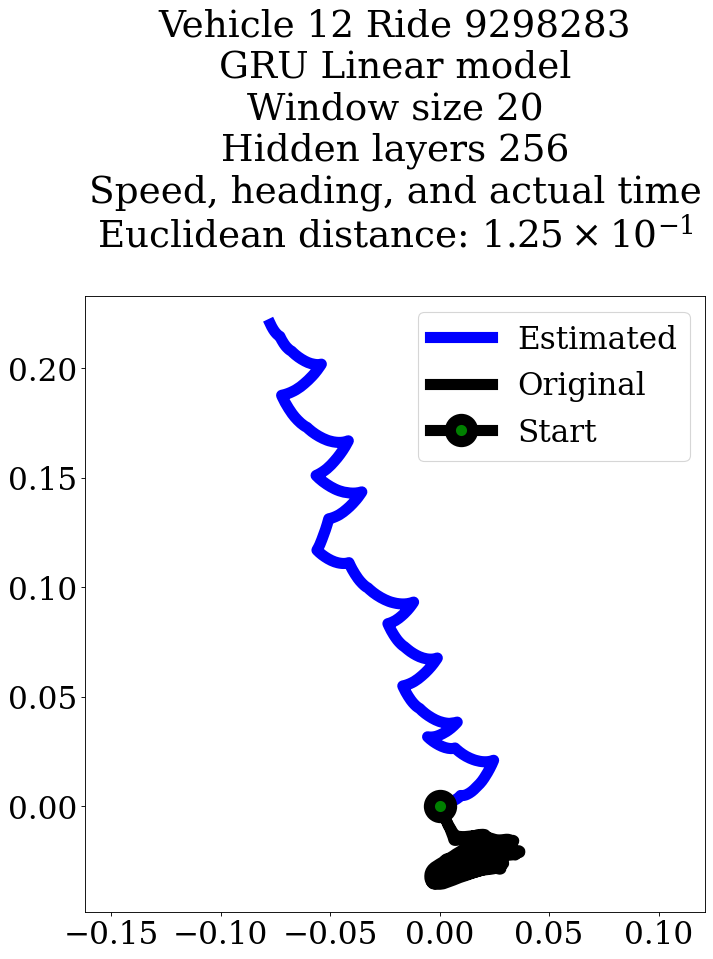 Vehicle 12 Ride 9298283
GRU Linear model
Window size 20
Hidden layers 256
Speed, heading, and actual time
Euclidean distance: 1.25 × 10⁻¹
Estimated
Original
Start
0.20
0.15
0.10
0.05
0.00
−0.15 −0.10 −0.05 0.00 0.05 0.10